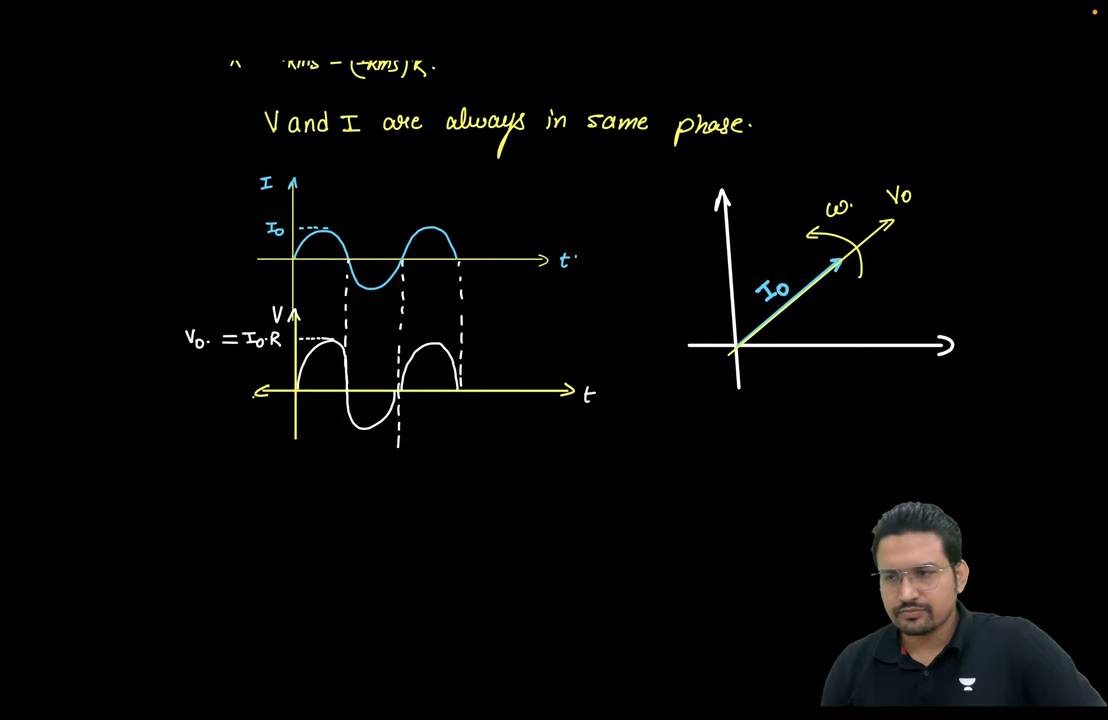 V and I are always in same phase.
I
I₀
t
V
V₀. = I₀.R
t
ω.
V₀
I₀